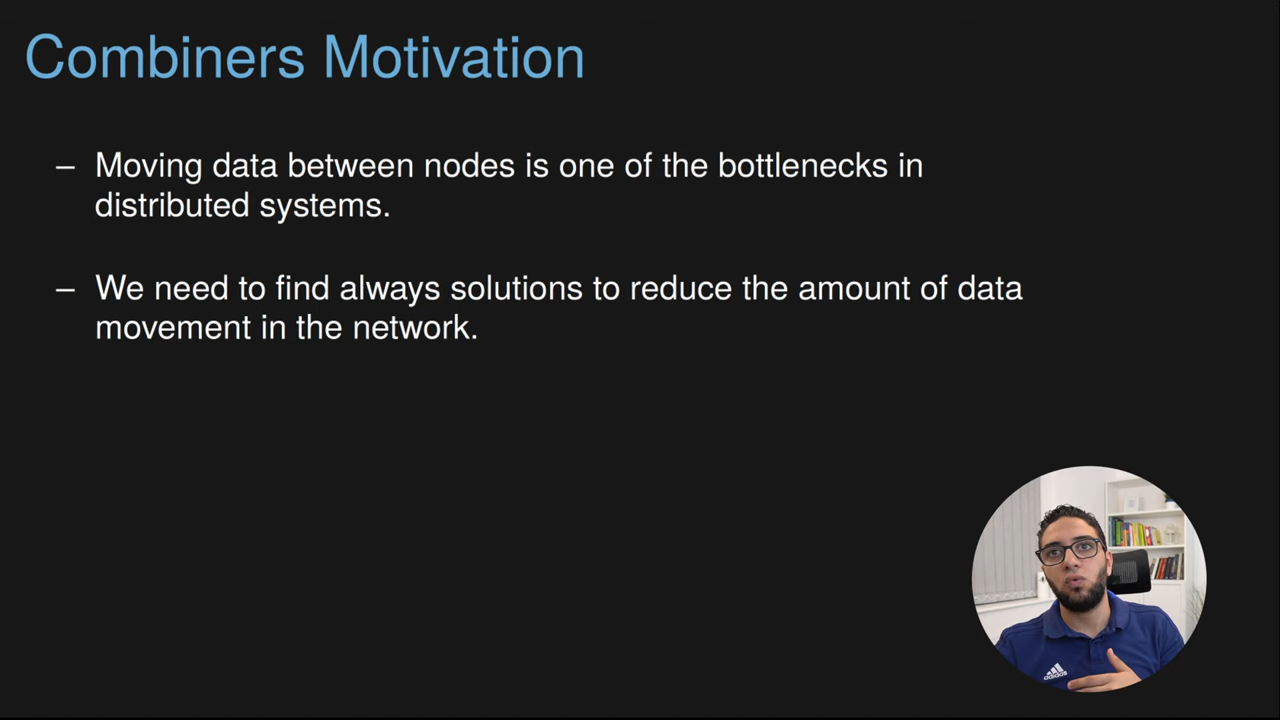 Combiners Motivation
– Moving data between nodes is one of the bottlenecks in
distributed systems.
– We need to find always solutions to reduce the amount of data
movement in the network.
adidas